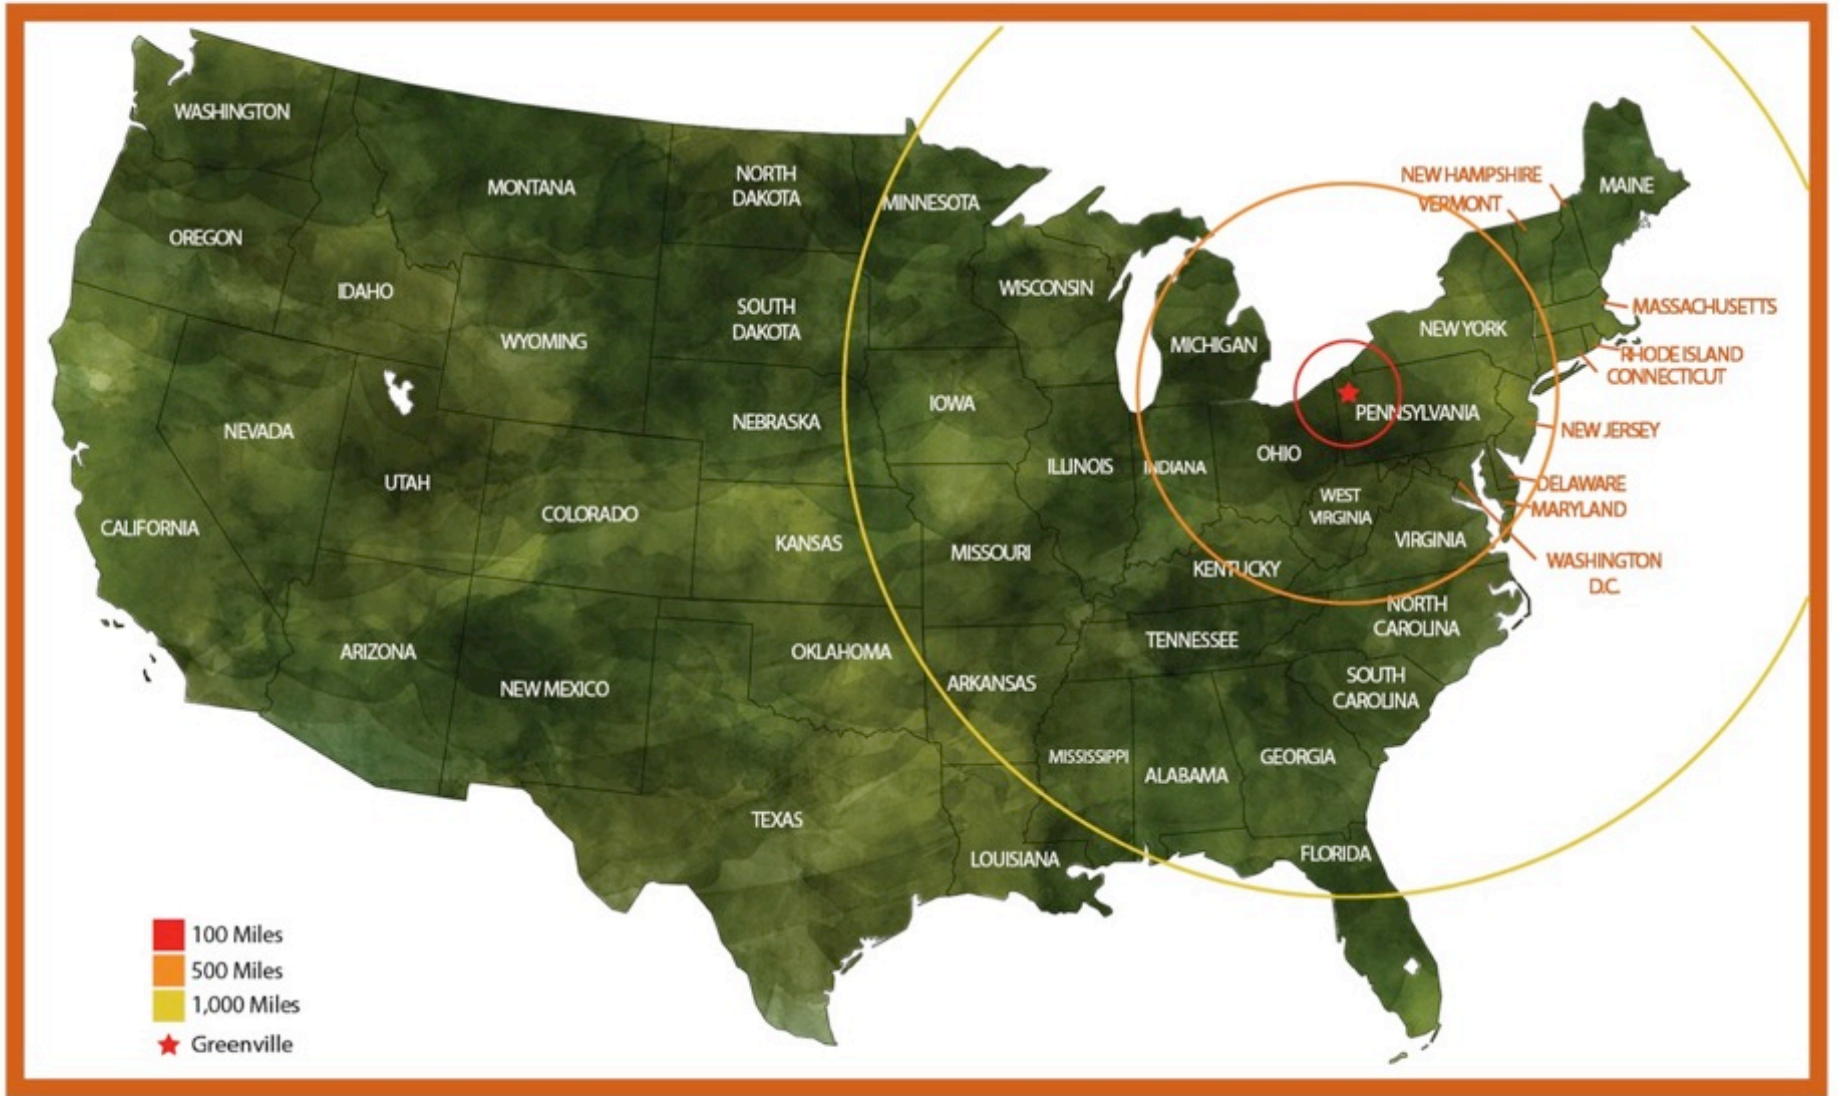 WASHINGTON
MONTANA
NORTH
DAKOTA
MINNESOTA
NEW HAMPSHIRE
VERMONT
MAINE
OREGON
IDAHO
WISCONSIN
SOUTH
DAKOTA
WYOMING
MICHIGAN
NEW YORK
MASSACHUSETTS
RHODE ISLAND
CONNECTICUT
IOWA
NEBRASKA
PENNSYLVANIA
NEW JERSEY
NEVADA
UTAH
ILLINOIS
INDIANA
OHIO
DELAWARE
MARYLAND
WEST
VIRGINIA
CALIFORNIA
COLORADO
KANSAS
MISSOURI
VIRGINIA
WASHINGTON
D.C.
KENTUCKY
NORTH
CAROLINA
ARIZONA
NEW MEXICO
OKLAHOMA
TENNESSEE
ARKANSAS
SOUTH
CAROLINA
MISSISSIPPI
ALABAMA
GEORGIA
TEXAS
LOUISIANA
FLORIDA
100 Miles
500 Miles
1,000 Miles
Greenville